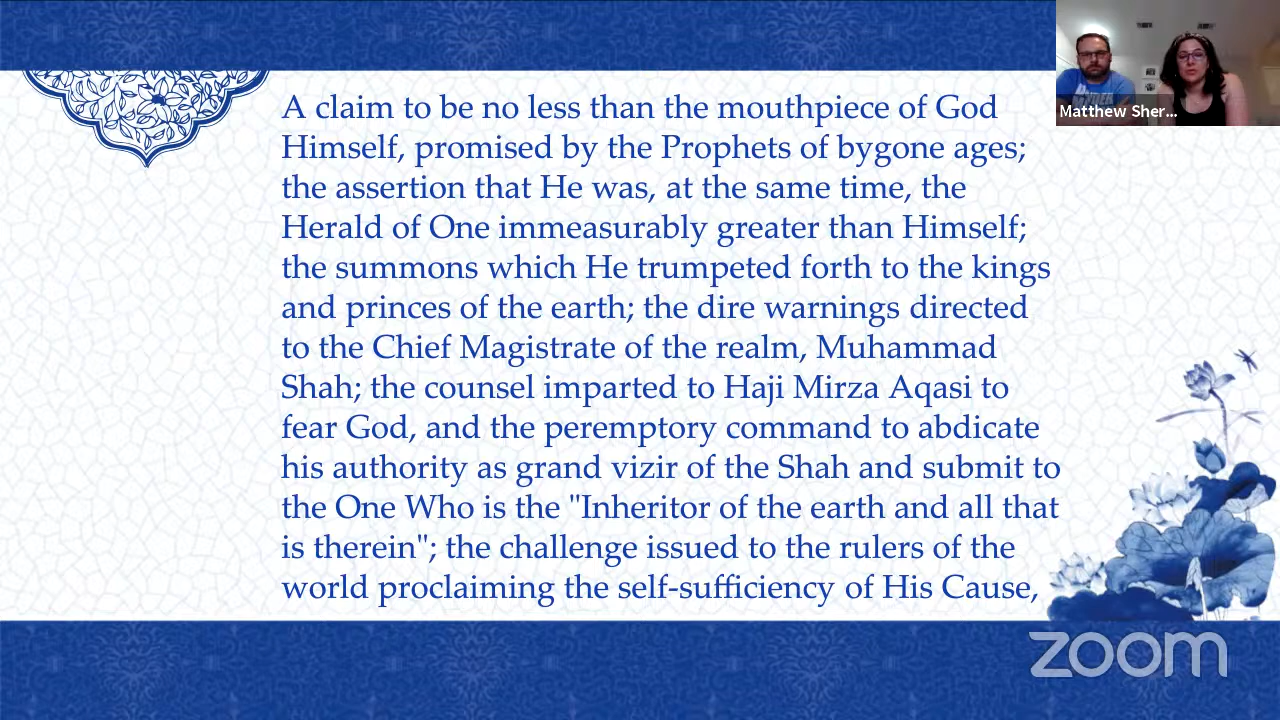 A claim to be no less than the mouthpiece of God
Himself, promised by the Prophets of bygone ages;
the assertion that He was, at the same time, the
Herald of One immeasurably greater than Himself;
the summons which He trumpeted forth to the kings
and princes of the earth; the dire warnings directed
to the Chief Magistrate of the realm, Muhammad
Shah; the counsel imparted to Haji Mirza Aqasi to
fear God, and the peremptory command to abdicate
his authority as grand vizir of the Shah and submit to
the One Who is the "Inheritor of the earth and all that
is therein"; the challenge issued to the rulers of the
world proclaiming the self-sufficiency of His Cause,
Matthew Sher...
zoom